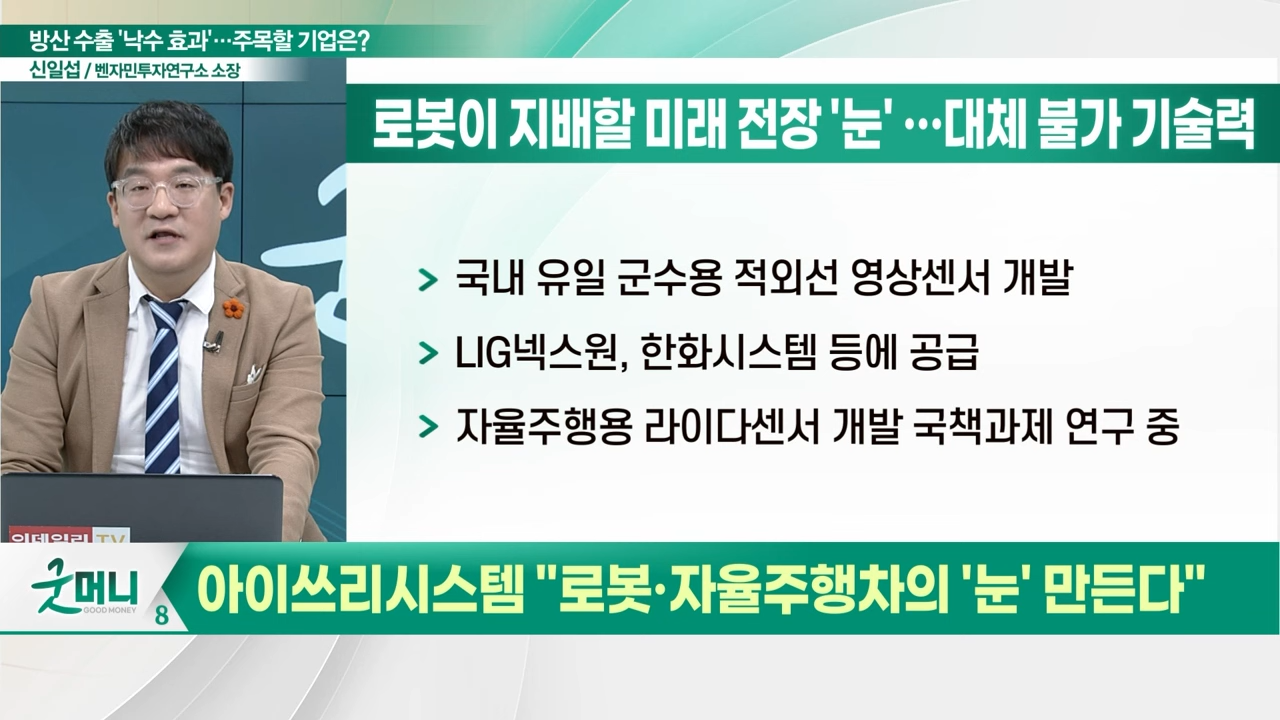 방산 수출 '낙수 효과'…주목할 기업은?
신일섭 / 벤자민투자연구소 소장
로봇이 지배할 미래 전장 '눈'…대체 불가 기술력
> 국내 유일 군수용 적외선 영상센서 개발
> LIG넥스원, 한화시스템 등에 공급
> 자율주행용 라이다센서 개발 국책과제 연구 중
이데일리 TV
굿머니
GOOD MONEY
8
아이쓰리시스템 "로봇·자율주행차의 '눈' 만든다"